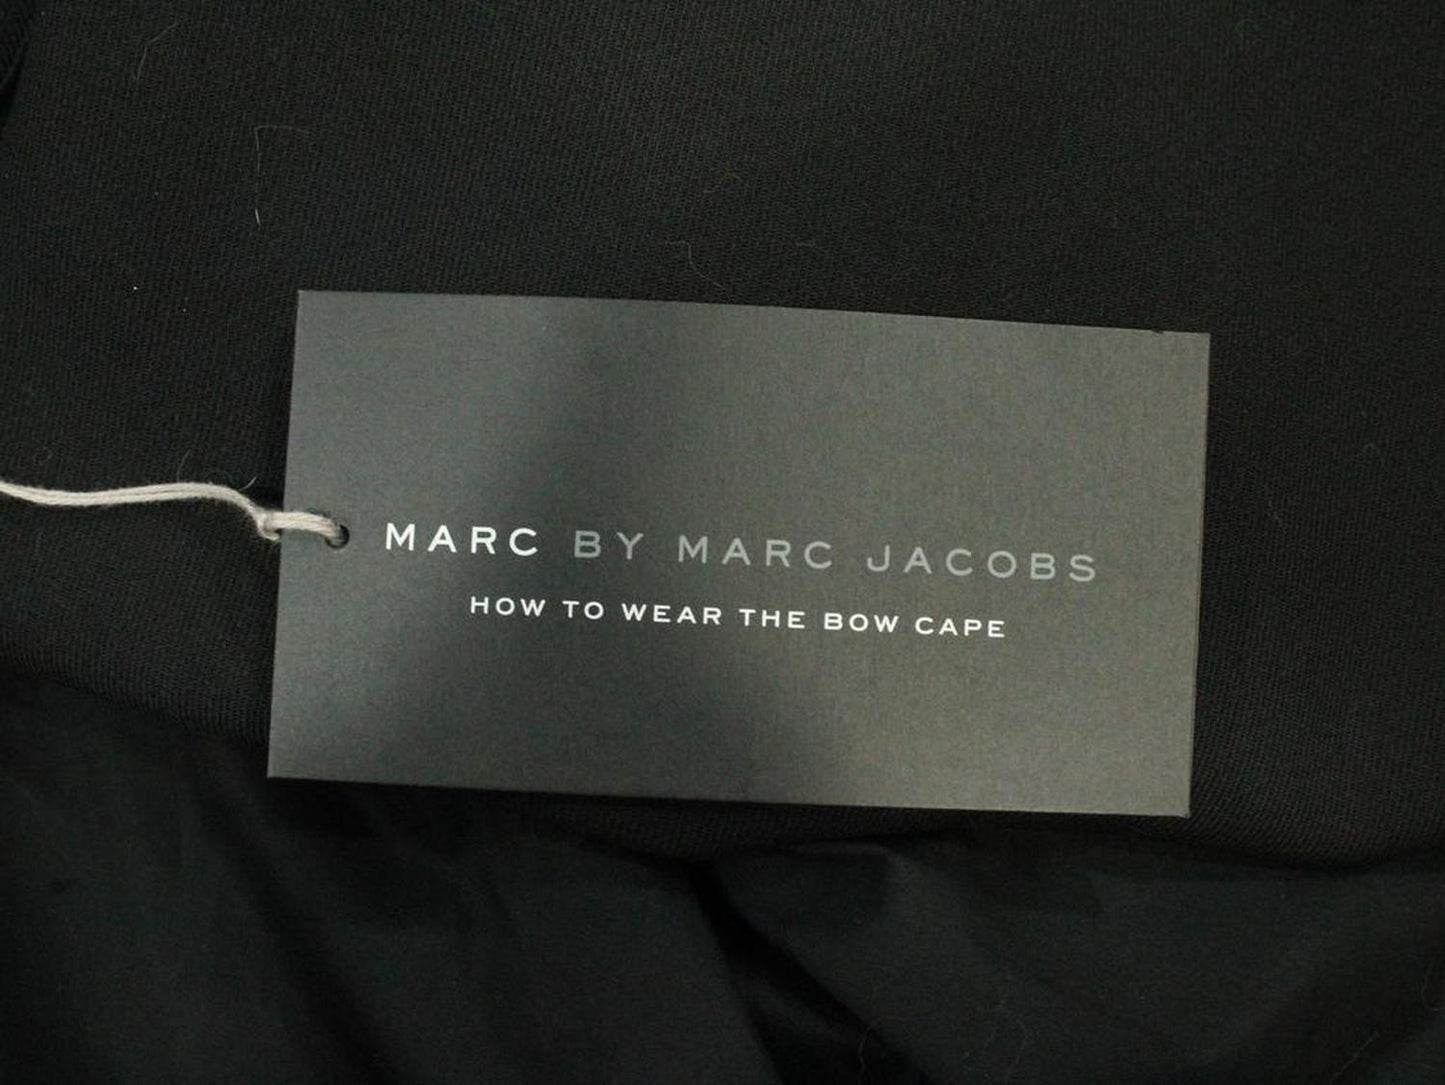 MARC BY MARC JACOBS
HOW TO WEAR THE BOW CAPE